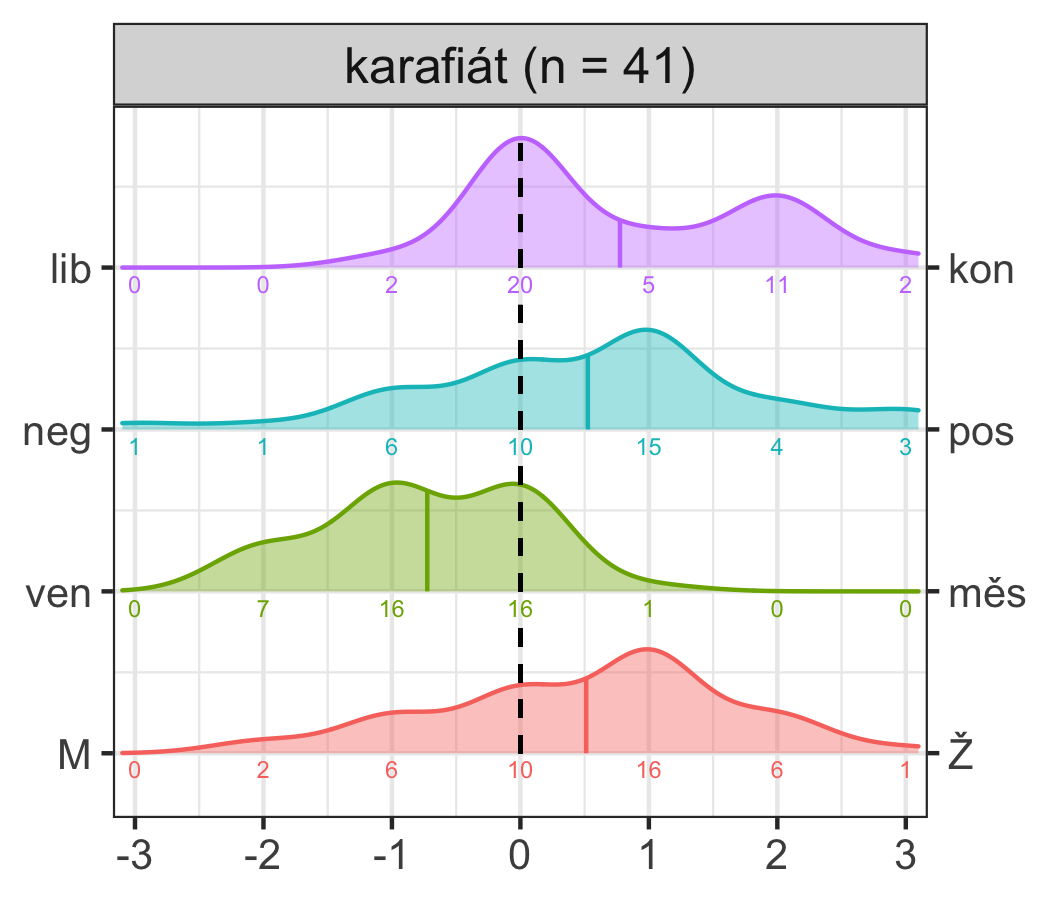 karafiát (n = 41)
lib kon
0 0 2 20 5 11 2
neg pos
1 1 6 10 15 4 3
ven měs
0 7 16 16 1 0 0
M Ž
0 2 6 10 16 6 1
-3 -2 -1 0 1 2 3